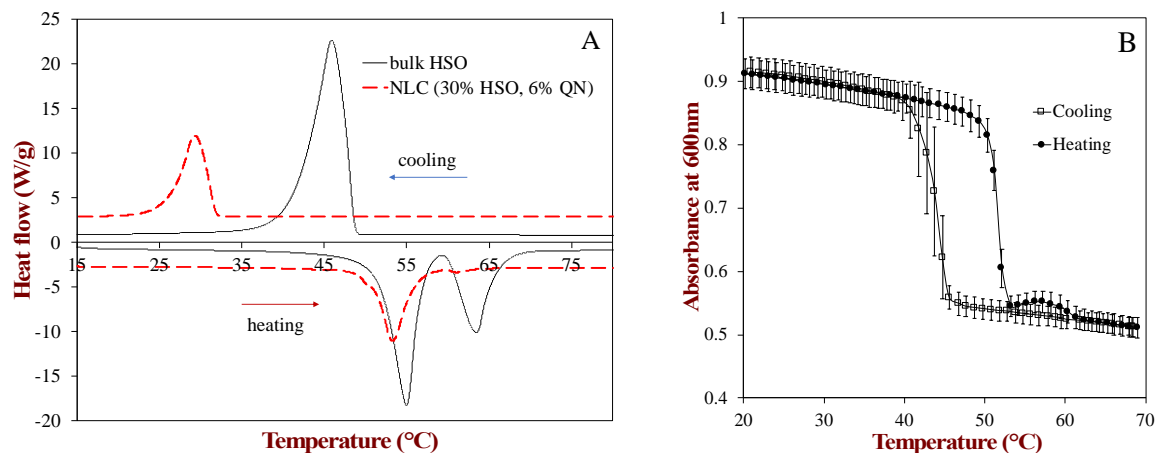 A
25
20
15
10
5
0
-5
-10
-15
-20
15
25
35
45
55
65
75
bulk HSO
NLC (30% HSO, 6% QN)
cooling
heating
Heat flow (W/g)
Temperature (°C)
B
0.9
0.8
0.7
0.6
0.5
0.4
20
30
40
50
60
70
Cooling
Heating
Absorbance at 600nm
Temperature (°C)